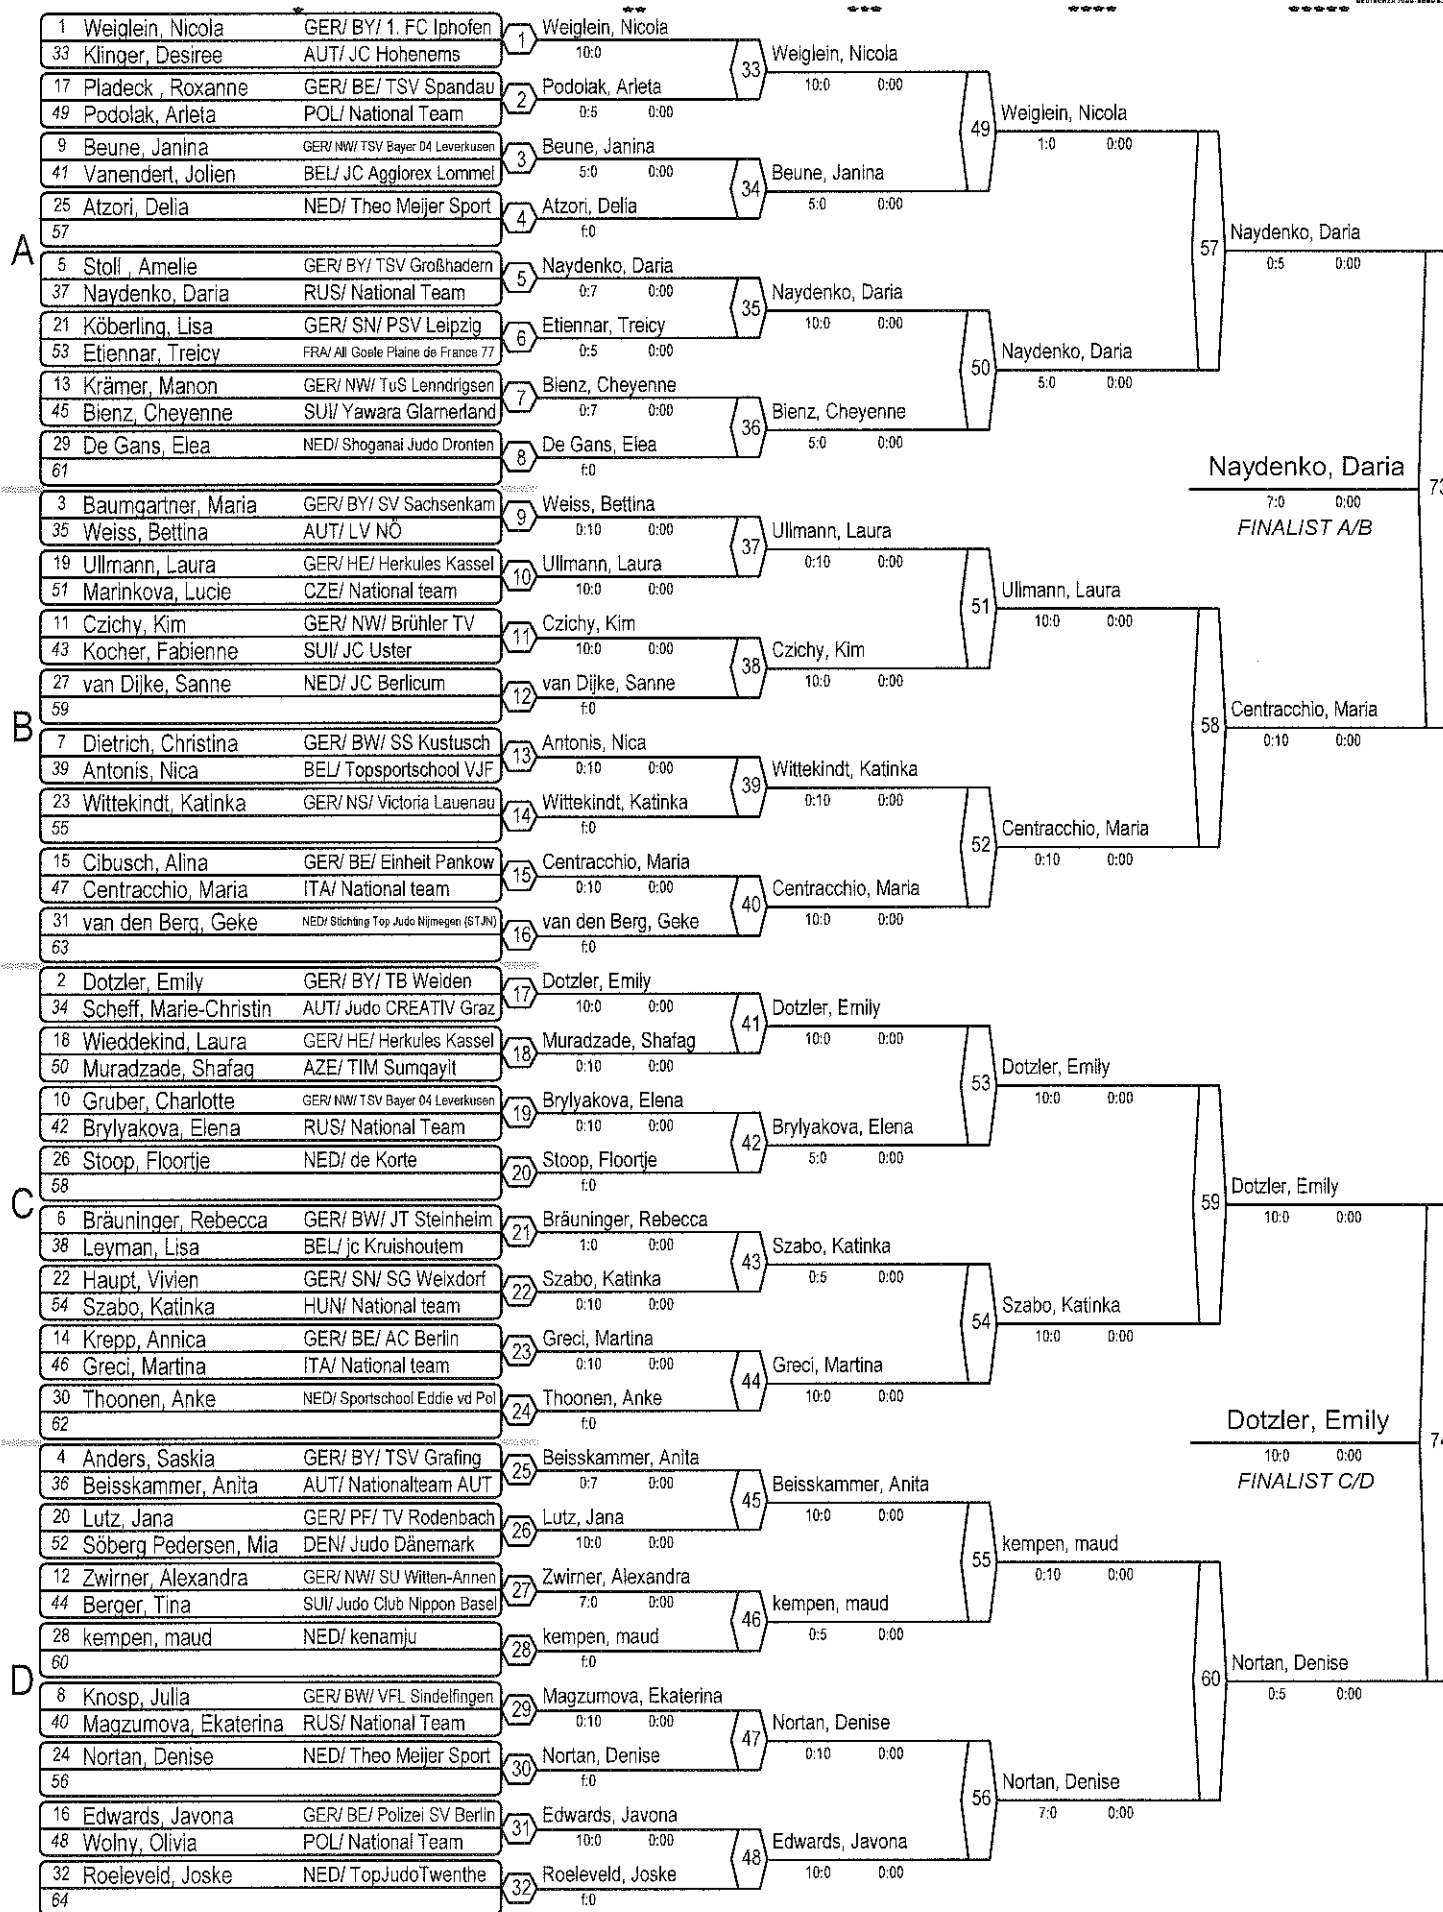 * ** *** **** *****
A
1 Weiglein, Nicola GER/ BY/ 1. FC Iphofen
33 Klinger, Desiree AUT/ JC Hohenems
17 Pladeck , Roxanne GER/ BE/ TSV Spandau
49 Podolak, Arleta POL/ National Team
9 Beune, Janina GER/ NW/ TSV Bayer 04 Leverkusen
41 Vanendert, Jolien BEL/ JC Agglorex Lommel
25 Atzori, Delia NED/ Theo Meijer Sport
57
5 Stoll , Amelie GER/ BY/ TSV Großhadern
37 Naydenko, Daria RUS/ National Team
21 Köberling, Lisa GER/ SN/ PSV Leipzig
53 Etiennar, Treicy FRA/ All Goele Plaine de France 77
13 Krämer, Manon GER/ NW/ TuS Lenndrigsen
45 Bienz, Cheyenne SUI/ Yawara Glarnerland
29 De Gans, Elea NED/ Shoganai Judo Dronten
61
B
3 Baumgartner, Maria GER/ BY/ SV Sachsenkam
35 Weiss, Bettina AUT/ LV NÖ
19 Ullmann, Laura GER/ HE/ Herkules Kassel
51 Marinkova, Lucie CZE/ National team
11 Czichy, Kim GER/ NW/ Brühler TV
43 Kocher, Fabienne SUI/ JC Uster
27 van Dijke, Sanne NED/ JC Berlicum
59
7 Dietrich, Christina GER/ BW/ SS Kustusch
39 Antonis, Nica BEL/ Topsportschool VJF
23 Wittekindt, Katinka GER/ NS/ Victoria Lauenau
55
15 Cibusch, Alina GER/ BE/ Einheit Pankow
47 Centracchio, Maria ITA/ National team
31 van den Berg, Geke NED/ Stichting Top Judo Nijmegen (STJN)
63
C
2 Dotzler, Emily GER/ BY/ TB Weiden
34 Scheff, Marie-Christin AUT/ Judo CREATIV Graz
18 Wieddekind, Laura GER/ HE/ Herkules Kassel
50 Muradzade, Shafag AZE/ TIM Sumqayit
10 Gruber, Charlotte GER/ NW/ TSV Bayer 04 Leverkusen
42 Brylyakova, Elena RUS/ National Team
26 Stoop, Floortje NED/ de Korte
58
6 Bräuninger, Rebecca GER/ BW/ JT Steinheim
38 Leyman, Lisa BEL/ jc Kruishoutem
22 Haupt, Vivien GER/ SN/ SG Weixdorf
54 Szabo, Katinka HUN/ National team
14 Krepp, Annica GER/ BE/ AC Berlin
46 Greci, Martina ITA/ National team
30 Thoonen, Anke NED/ Sportschool Eddie vd Pol
62
D
4 Anders, Saskia GER/ BY/ TSV Grafing
36 Beisskammer, Anita AUT/ Nationalteam AUT
20 Lutz, Jana GER/ PF/ TV Rodenbach
52 Söberg Pedersen, Mia DEN/ Judo Dänemark
12 Zwirner, Alexandra GER/ NW/ SU Witten-Annen
44 Berger, Tina SUI/ Judo Club Nippon Basel
28 kempen, maud NED/ kenamju
60
8 Knosp, Julia GER/ BW/ VFL Sindelfingen
40 Magzumova, Ekaterina RUS/ National Team
24 Nortan, Denise NED/ Theo Meijer Sport
56
16 Edwards, Javona GER/ BE/ Polizei SV Berlin
48 Wolny, Olivia POL/ National Team
32 Roeleveld, Joske NED/ TopJudoTwenthe
64
1 Weiglein, Nicola
10:0
2 Podolak, Arleta
0:5 0:00
3 Beune, Janina
5:0 0:00
4 Atzori, Delia
f:0
5 Naydenko, Daria
0:7 0:00
6 Etiennar, Treicy
0:5 0:00
7 Bienz, Cheyenne
0:7 0:00
8 De Gans, Elea
f:0
9 Weiss, Bettina
0:10 0:00
10 Ullmann, Laura
10:0 0:00
11 Czichy, Kim
10:0 0:00
12 van Dijke, Sanne
f:0
13 Antonis, Nica
0:10 0:00
14 Wittekindt, Katinka
f:0
15 Centracchio, Maria
0:10 0:00
16 van den Berg, Geke
f:0
17 Dotzler, Emily
10:0 0:00
18 Muradzade, Shafag
0:10 0:00
19 Brylyakova, Elena
0:10 0:00
20 Stoop, Floortje
f:0
21 Bräuninger, Rebecca
1:0 0:00
22 Szabo, Katinka
0:10 0:00
23 Greci, Martina
0:10 0:00
24 Thoonen, Anke
f:0
25 Beisskammer, Anita
0:7 0:00
26 Lutz, Jana
10:0 0:00
27 Zwirner, Alexandra
7:0 0:00
28 kempen, maud
f:0
29 Magzumova, Ekaterina
0:10 0:00
30 Nortan, Denise
f:0
31 Edwards, Javona
10:0 0:00
32 Roeleveld, Joske
f:0
33 Weiglein, Nicola
10:0 0:00
34 Beune, Janina
5:0 0:00
35 Naydenko, Daria
10:0 0:00
36 Bienz, Cheyenne
5:0 0:00
37 Ullmann, Laura
0:10 0:00
38 Czichy, Kim
10:0 0:00
39 Wittekindt, Katinka
0:10 0:00
40 Centracchio, Maria
10:0 0:00
41 Dotzler, Emily
10:0 0:00
42 Brylyakova, Elena
5:0 0:00
43 Szabo, Katinka
0:5 0:00
44 Greci, Martina
10:0 0:00
45 Beisskammer, Anita
10:0 0:00
46 kempen, maud
0:5 0:00
47 Nortan, Denise
0:10 0:00
48 Edwards, Javona
10:0 0:00
49 Weiglein, Nicola
1:0 0:00
50 Naydenko, Daria
5:0 0:00
51 Ullmann, Laura
10:0 0:00
52 Centracchio, Maria
0:10 0:00
53 Dotzler, Emily
10:0 0:00
54 Szabo, Katinka
10:0 0:00
55 kempen, maud
0:10 0:00
56 Nortan, Denise
7:0 0:00
57 Naydenko, Daria
0:5 0:00
58 Centracchio, Maria
0:10 0:00
59 Dotzler, Emily
10:0 0:00
60 Nortan, Denise
0:5 0:00
Naydenko, Daria 73
7:0 0:00
FINALIST A/B
Dotzler, Emily 74
10:0 0:00
FINALIST C/D